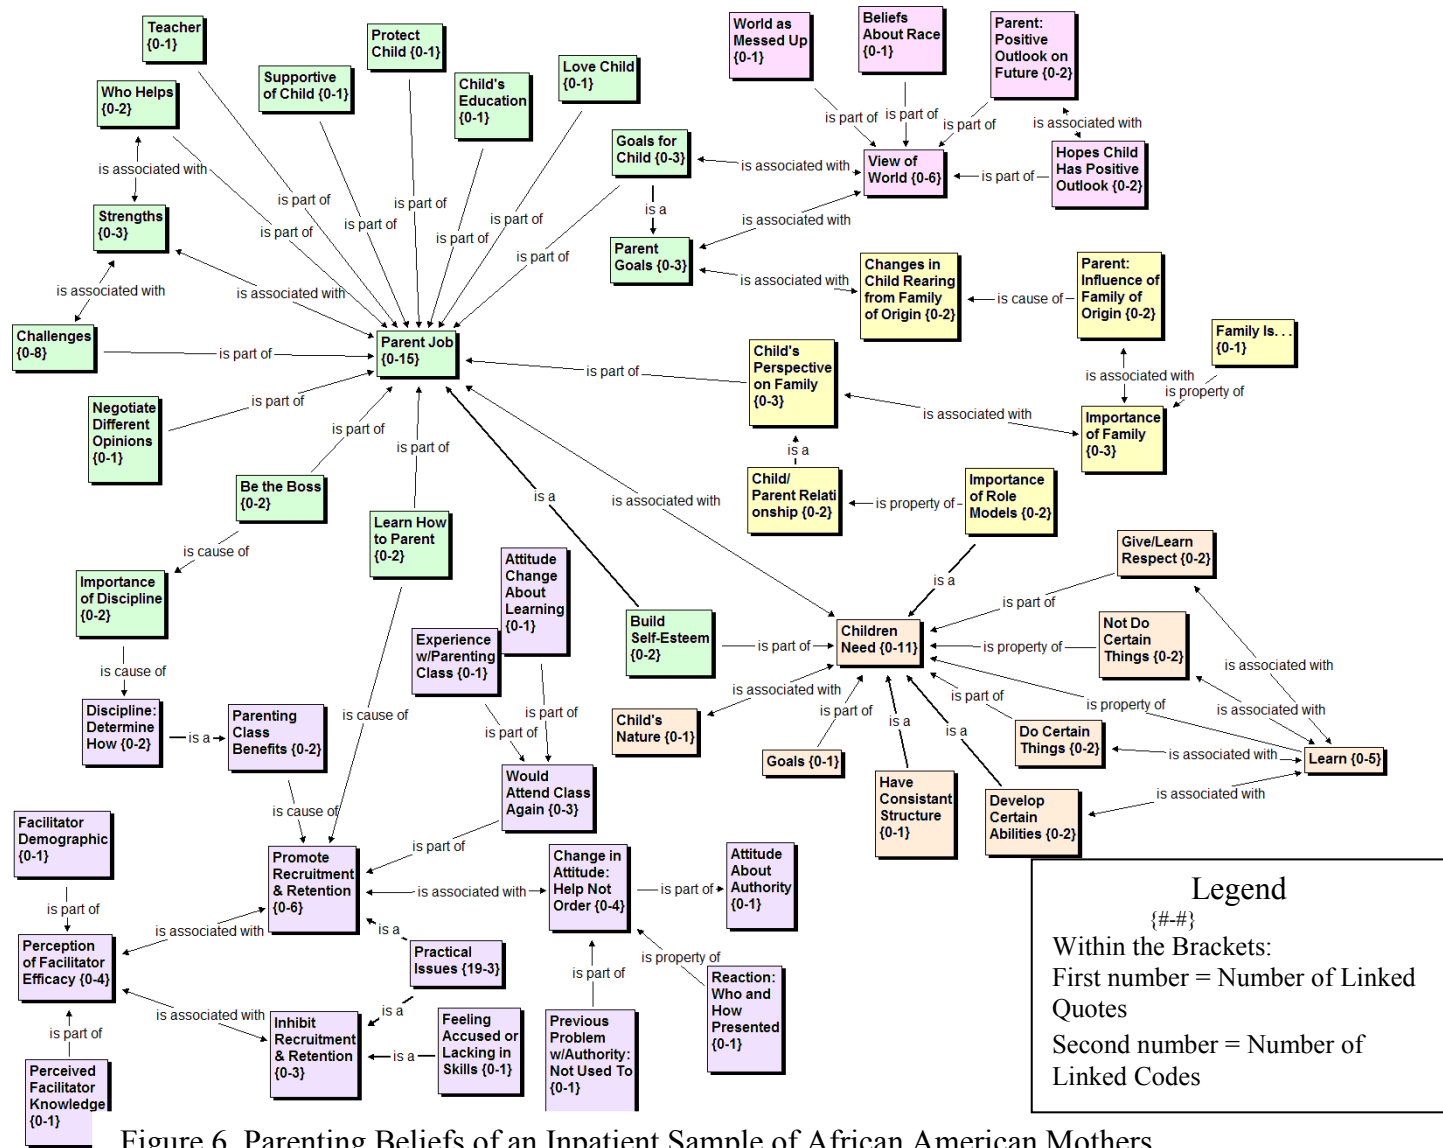 Teacher
{0-1}
Protect
Child {0-1}
Supportive
of Child {0-1}
Child's
Education
{0-1}
Love Child
{0-1}
Who Helps
{0-2}
World as
Messed Up
{0-1}
Beliefs
About Race
{0-1}
Parent:
Positive
Outlook on
Future {0-2}
is part of
is part of
is part of
is associated with
Goals for
Child {0-3}
is associated with
View of
World {0-6}
is part of
Hopes Child
Has Positive
Outlook {0-2}
is associated with
Strengths
{0-3}
is part of
is part of
is part of
is part of
is part of
is part of
is part of
is a
is associated with
Parent
Goals {0-3}
is associated with
Changes in
Child Rearing
from Family
of Origin {0-2}
is cause of
Parent:
Influence of
Family of
Origin {0-2}
Family Is. . .
{0-1}
is associated with
is associated with
Challenges
{0-8}
is part of
Parent Job
{0-15}
is part of
Child's
Perspective
on Family
{0-3}
is associated with
is property of
is associated with
Importance
of Family
{0-3}
Negotiate
Different
Opinions
{0-1}
is part of
is part of
is part of
is a
Child/
Parent Relati
onship {0-2}
is property of
Importance
of Role
Models {0-2}
Be the Boss
{0-2}
is a
is associated with
Learn How
to Parent
{0-2}
is cause of
Importance
of Discipline
{0-2}
Attitude
Change
About
Learning
{0-1}
Experience
w/Parenting
Class {0-1}
Build
Self-Esteem
{0-2}
is part of
Children
Need {0-11}
is a
Give/Learn
Respect {0-2}
is part of
Not Do
Certain
Things {0-2}
is property of
is associated with
is cause of
Discipline:
Determine
How {0-2}
is a
Parenting
Class
Benefits {0-2}
is cause of
is part of
is part of
is associated with
Child's
Nature {0-1}
is part of
Goals {0-1}
is a
Have
Consistant
Structure
{0-1}
is a
Develop
Certain
Abilities {0-2}
is part of
Do Certain
Things {0-2}
is property of
is associated with
is associated with
is associated with
Learn {0-5}
Would
Attend Class
Again {0-3}
is cause of
is part of
Facilitator
Demographic
{0-1}
is part of
Promote
Recruitment
& Retention
{0-6}
is associated with
Change in
Attitude:
Help Not
Order {0-4}
is part of
Attitude
About
Authority
{0-1}
Perception
of Facilitator
Efficacy {0-4}
is associated with
is a
Practical
Issues {19-3}
is a
is part of
is property of
Reaction:
Who and
How
Presented
{0-1}
is associated with
Inhibit
Recruitment
& Retention
{0-3}
is a
Feeling
Accused or
Lacking in
Skills {0-1}
Previous
Problem
w/Authority:
Not Used To
{0-1}
is part of
Perceived
Facilitator
Knowledge
{0-1}
Legend
{#-#}
Within the Brackets:
First number = Number of Linked
Quotes
Second number = Number of
Linked Codes
Figure 6. Parenting Beliefs of an Inpatient Sample of African American Mothers